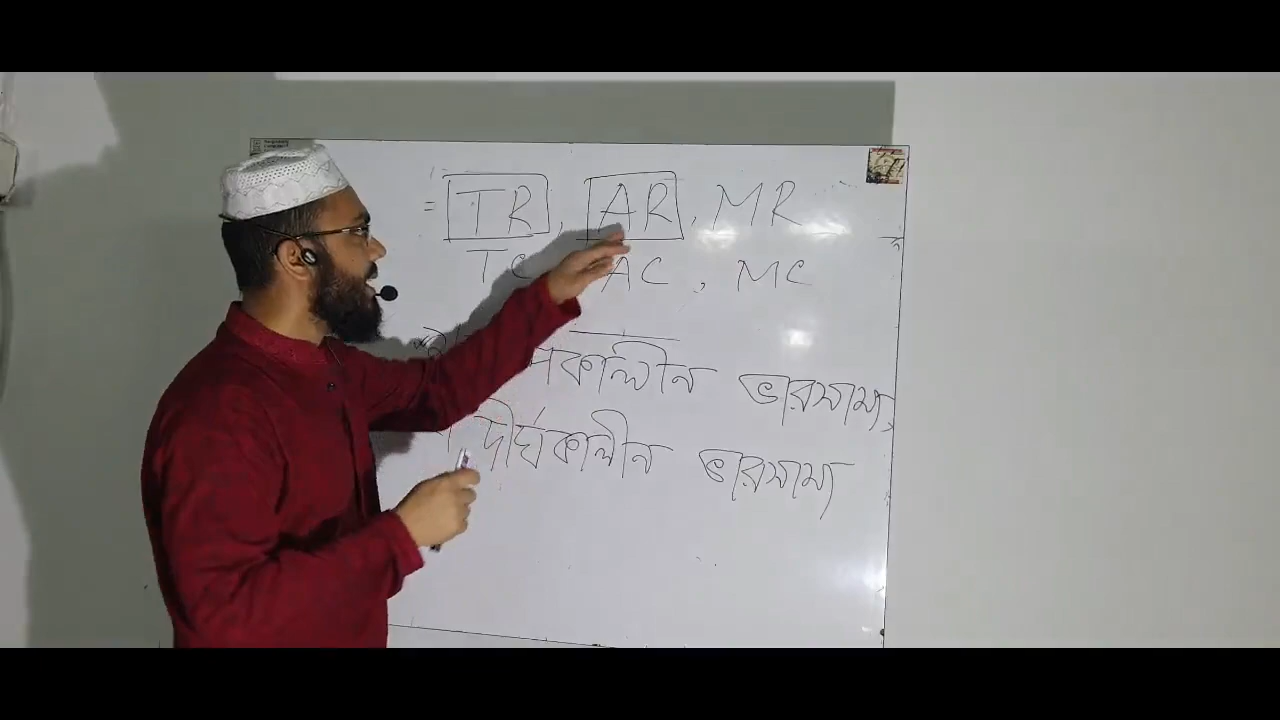 = TR, AR, MR
TC AC, MC
কালীন ভারসাম্য,
দীর্ঘকালীন ভারসাম্য